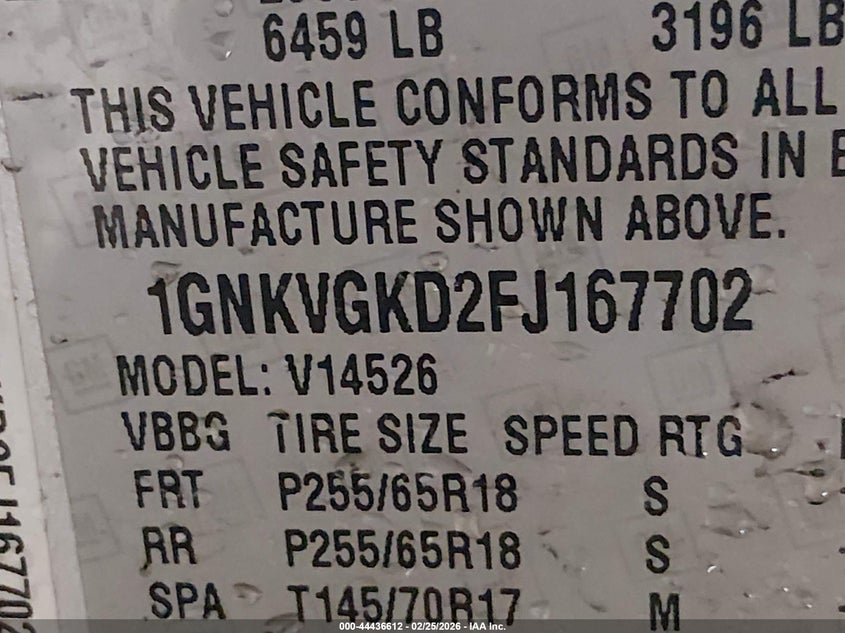 6459 LB 3196 LB
THIS VEHICLE CONFORMS TO ALL
VEHICLE SAFETY STANDARDS IN
MANUFACTURE SHOWN ABOVE.
1GNKVGKD2FJ167702
MODEL: V14526
VBBG TIRE SIZE SPEED RTG
FRT P255/65R18 S
RR P255/65R18 S
SPA T145/70R17 M
000-44436612 - 02/25/2026 - IAA Inc.